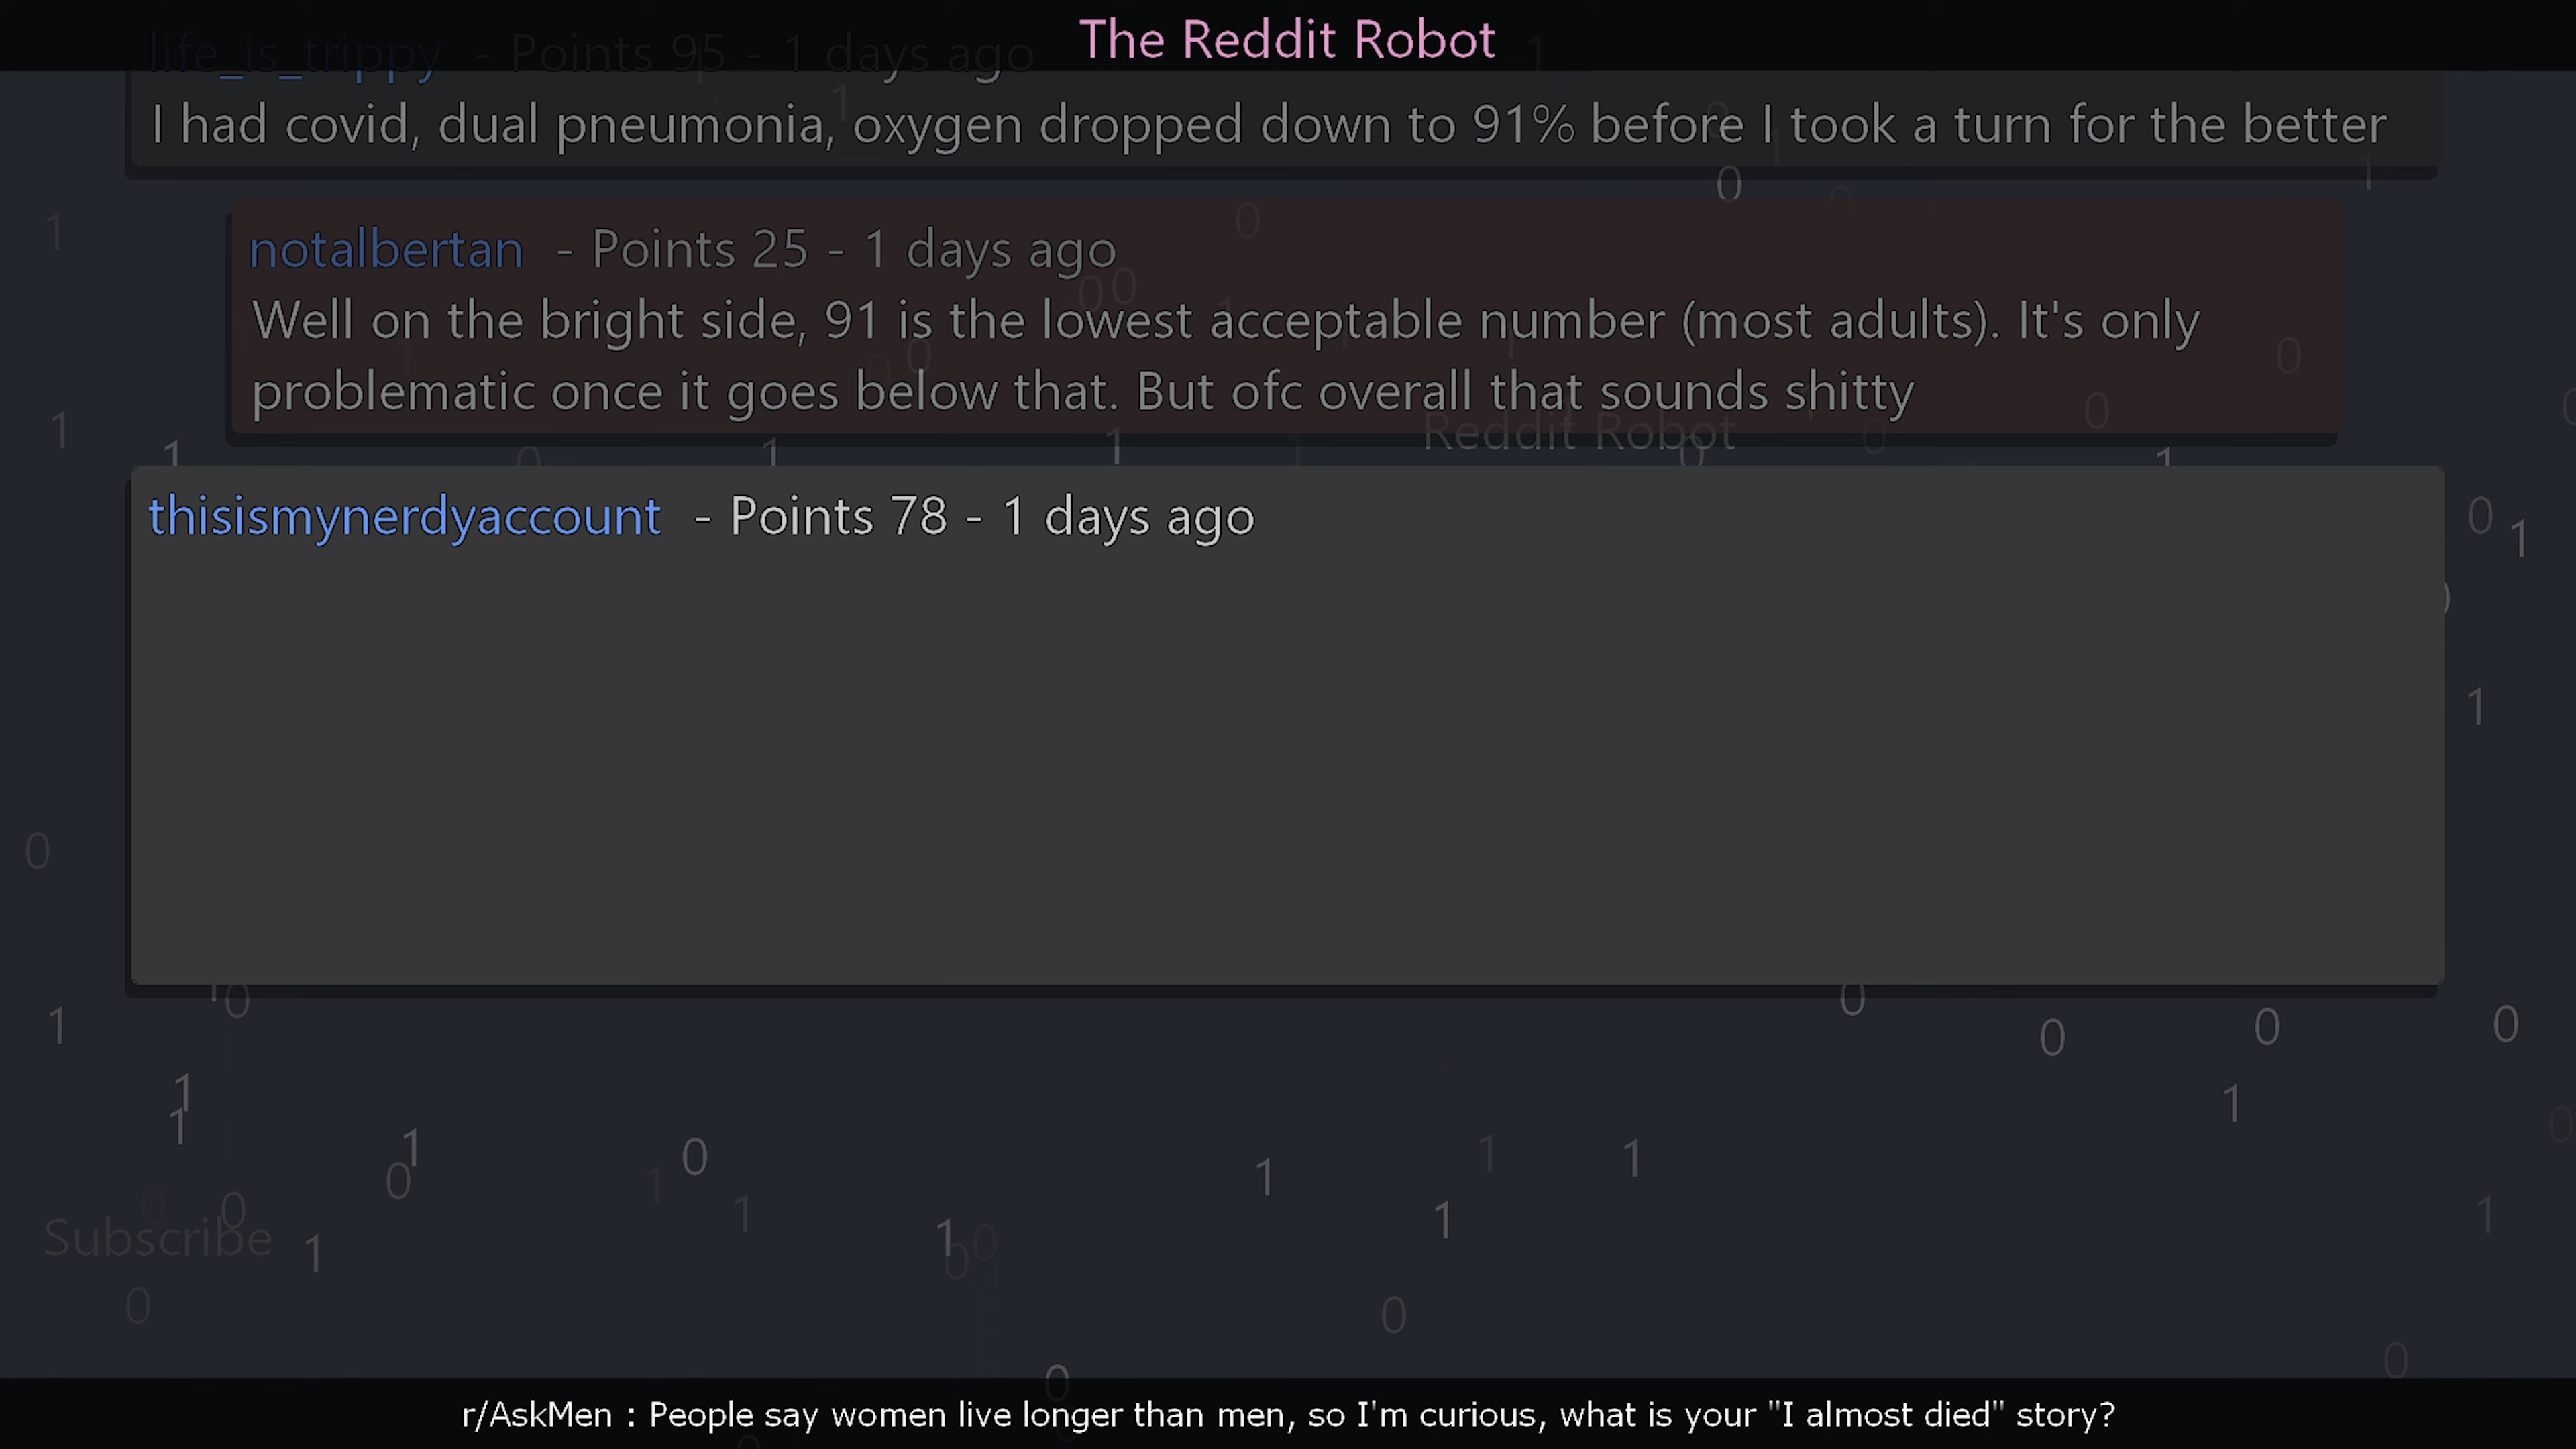 The Reddit Robot
life_is_trippy - Points 95 - 1 days ago
I had covid, dual pneumonia, oxygen dropped down to 91% before I took a turn for the better
notalbertan - Points 25 - 1 days ago
Well on the bright side, 91 is the lowest acceptable number (most adults). It's only
problematic once it goes below that. But ofc overall that sounds shitty
Reddit Robot
thisismynerdyaccount - Points 78 - 1 days ago
Subscribe
r/AskMen : People say women live longer than men, so I'm curious, what is your "I almost died" story?